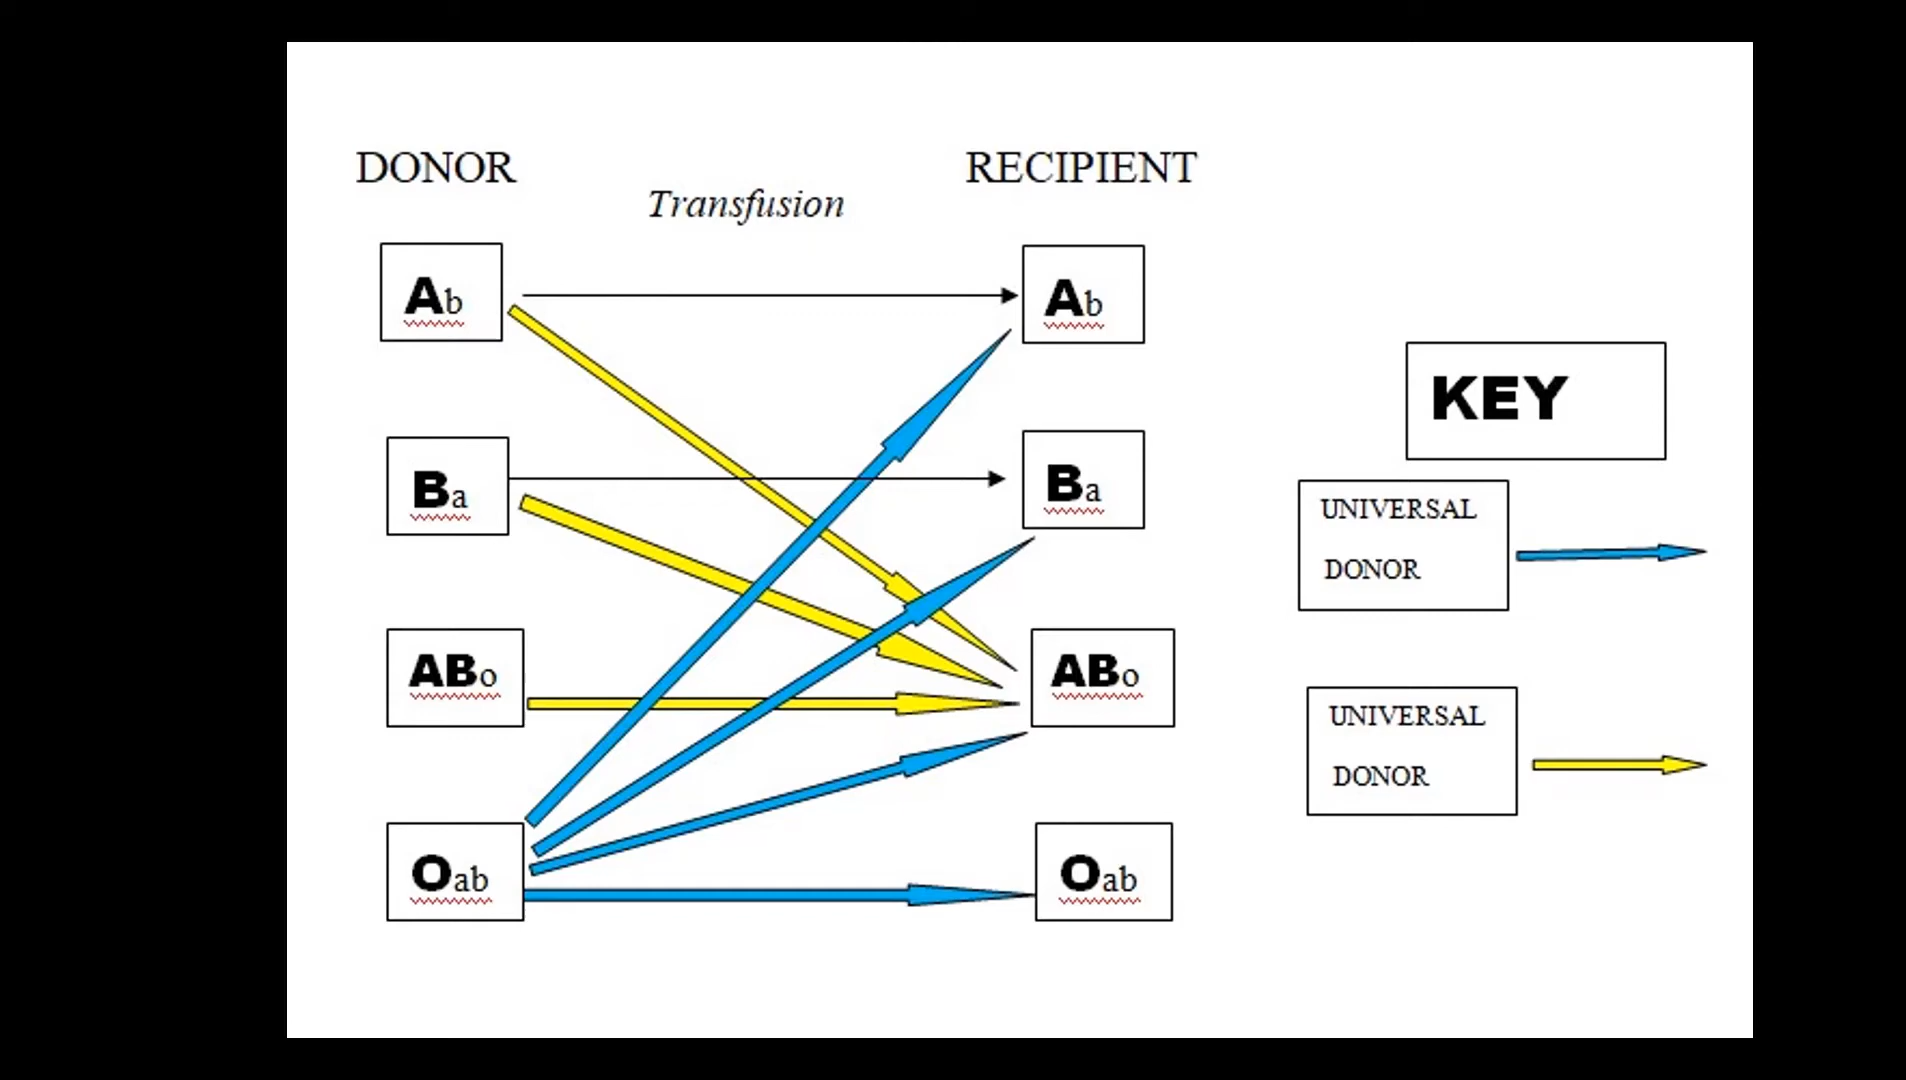 DONOR
RECIPIENT
Transfusion
Ab
Ab
Ba
Ba
ABo
ABo
Oab
Oab
KEY
UNIVERSAL
DONOR
UNIVERSAL
DONOR